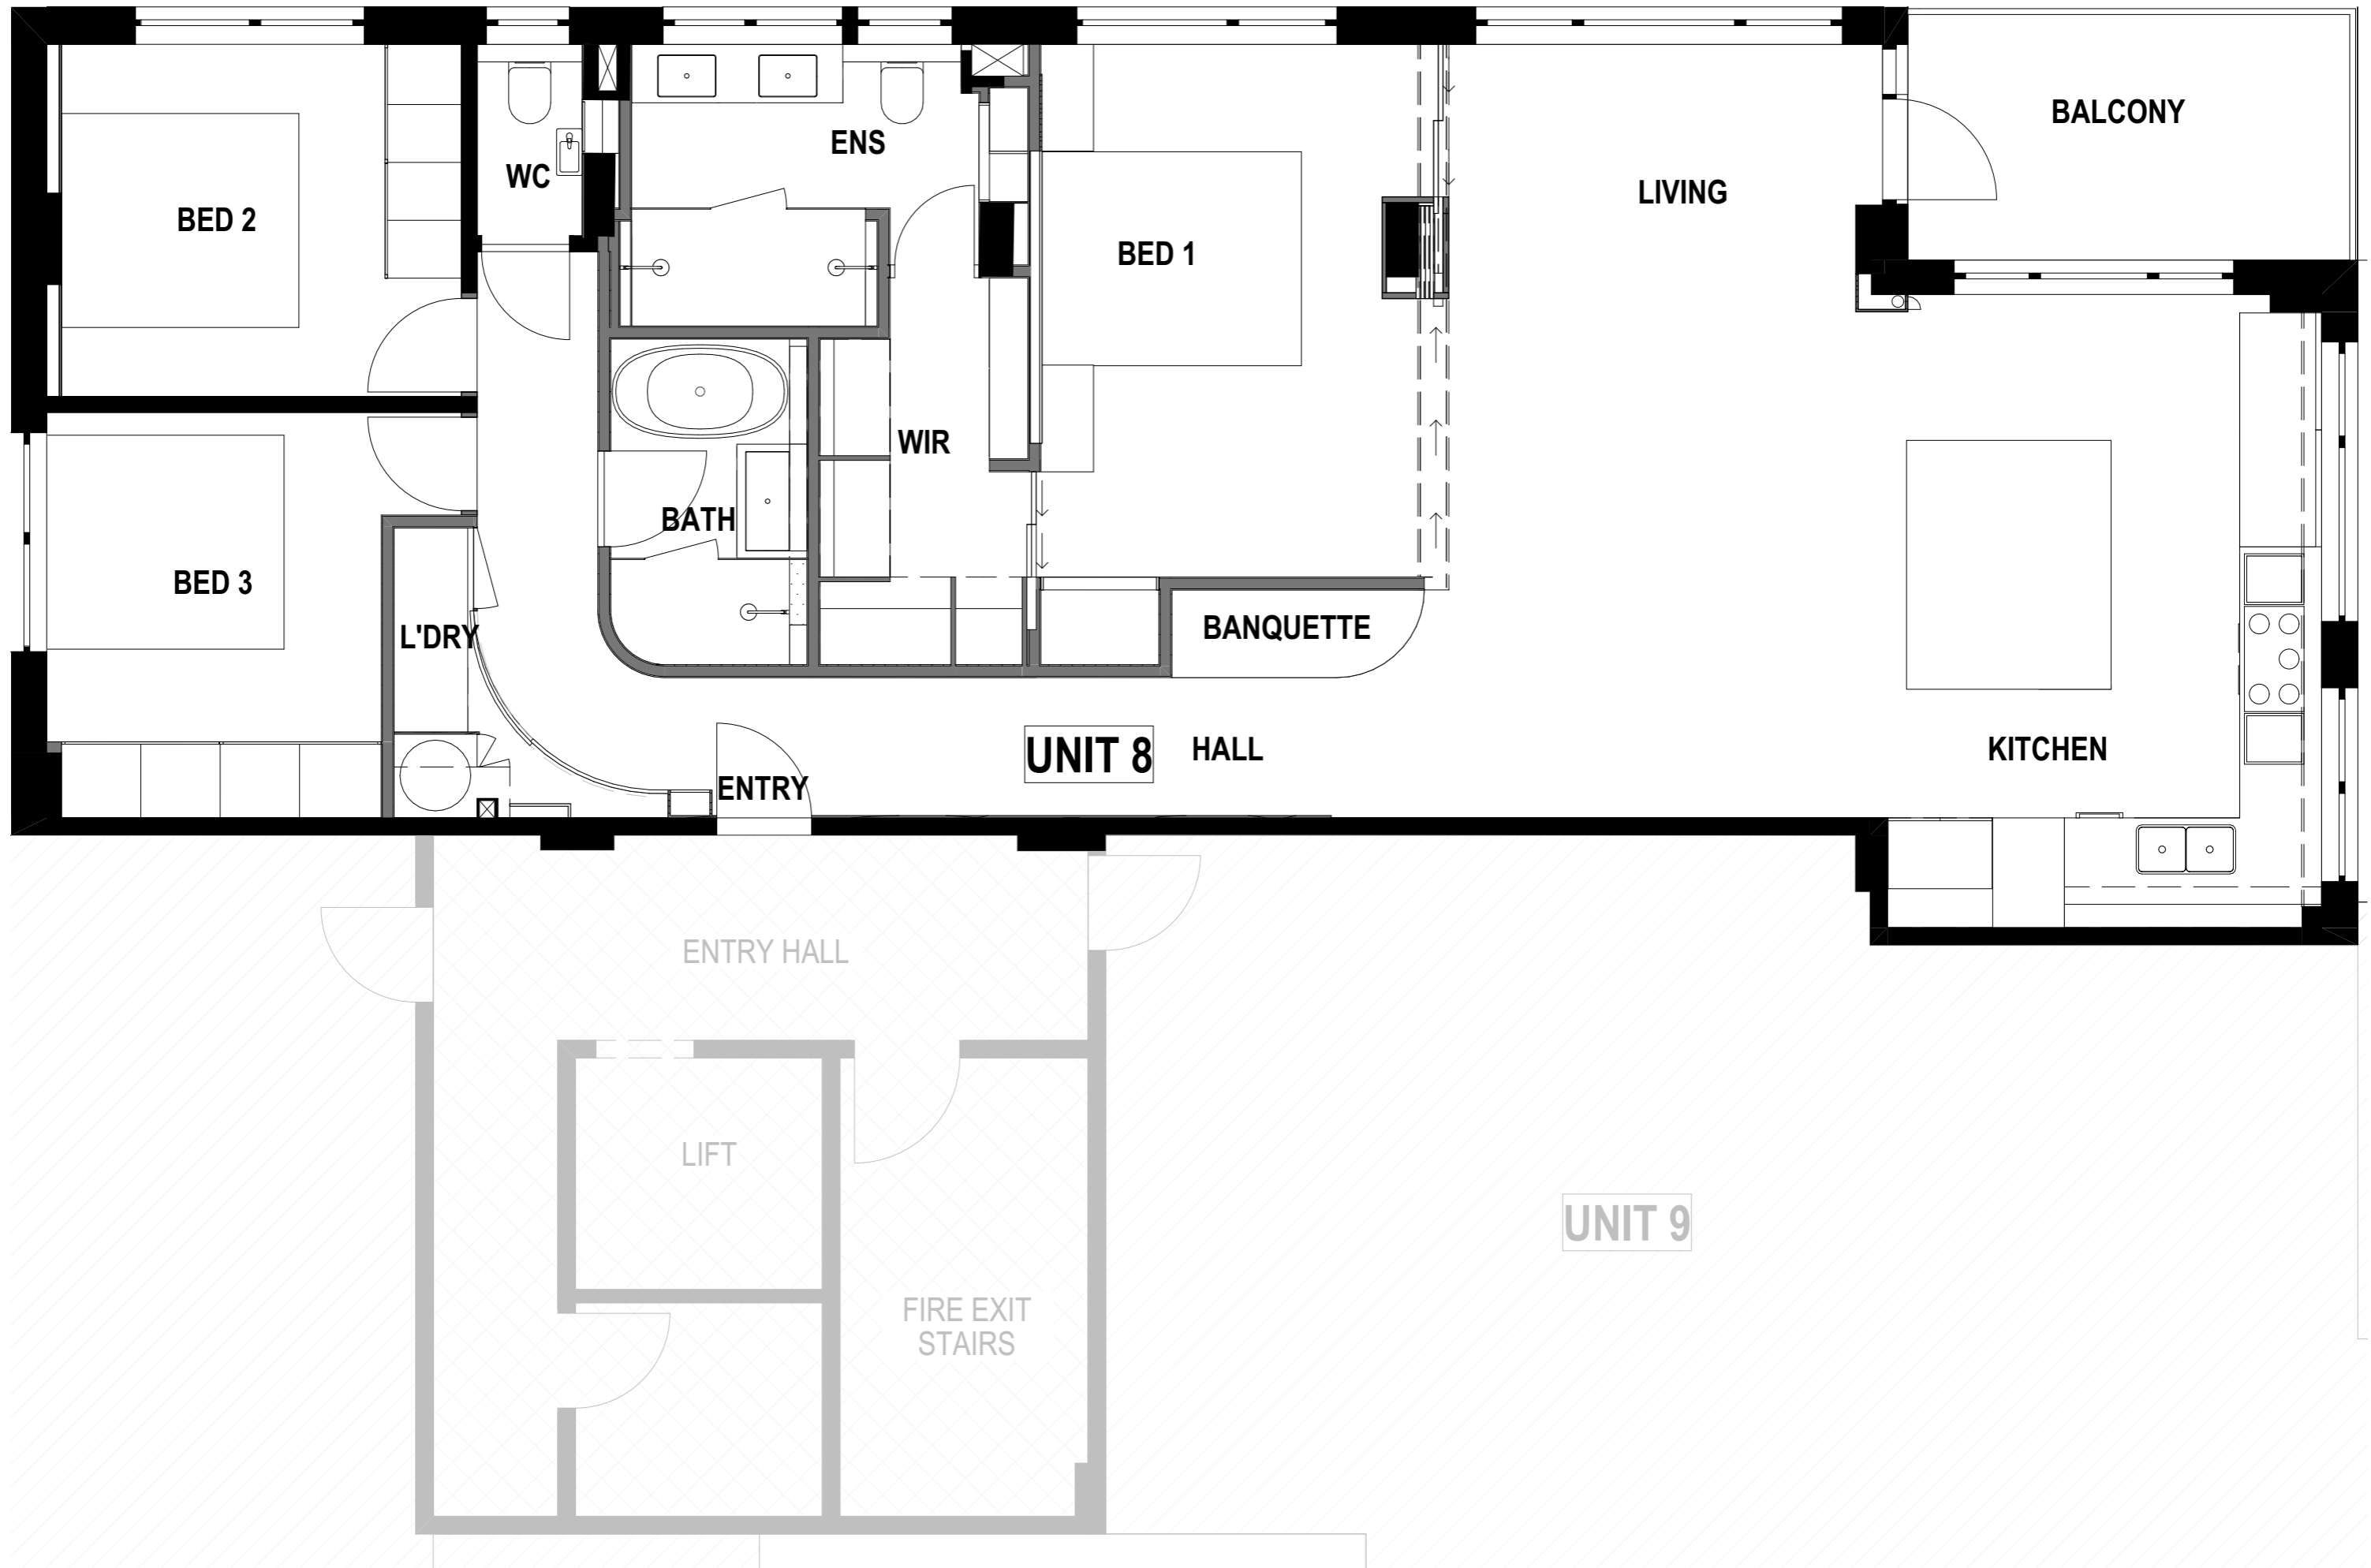 BALCONY
ENS
WC
LIVING
BED 2
BED 1
WIR
BATH
BED 3
L'DRY
BANQUETTE
UNIT 8
HALL
KITCHEN
ENTRY
ENTRY HALL
LIFT
UNIT 9
FIRE EXIT
STAIRS